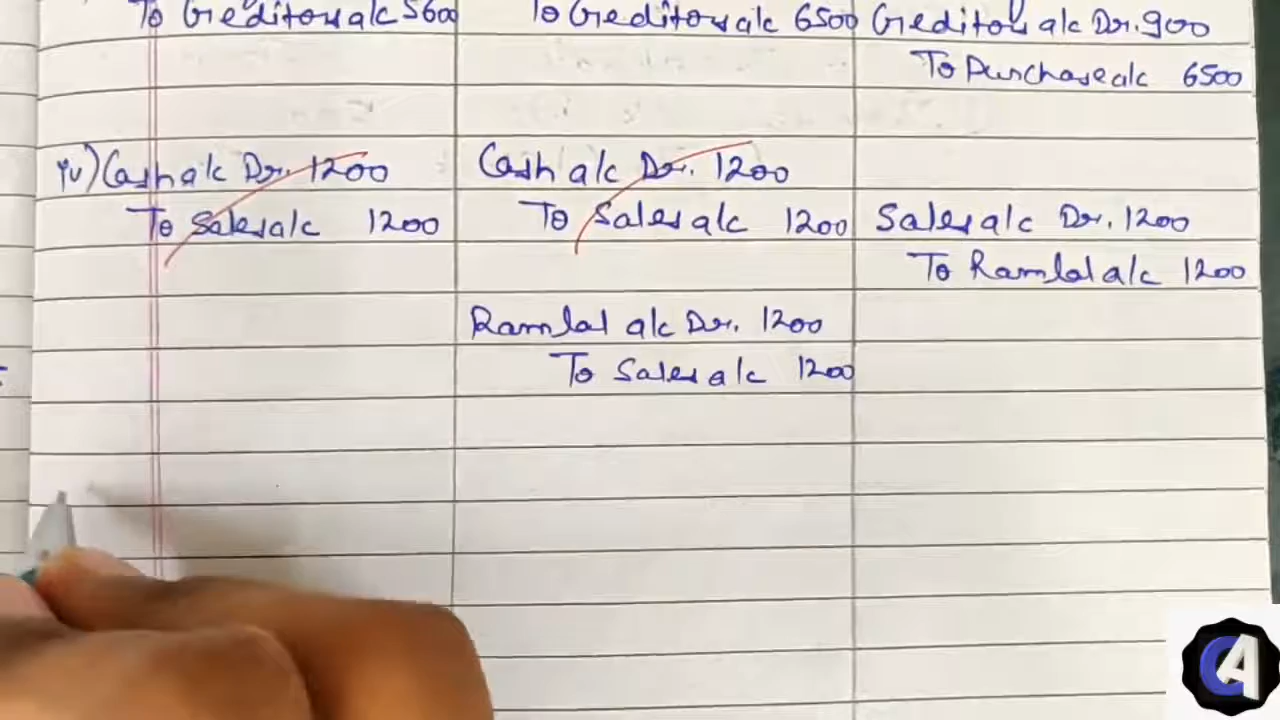 To Creditors a/c 5600
To Creditors a/c 6500
Creditors a/c Dr. 900
To Purchase a/c 6500
iv) Cash a/c Dr. 1200
Cash a/c Dr. 1200
To Sales a/c 1200
To Sales a/c 1200
Sales a/c Dr. 1200
To Ramlal a/c 1200
Ramlal a/c Dr. 1200
To Sales a/c 1200
CA